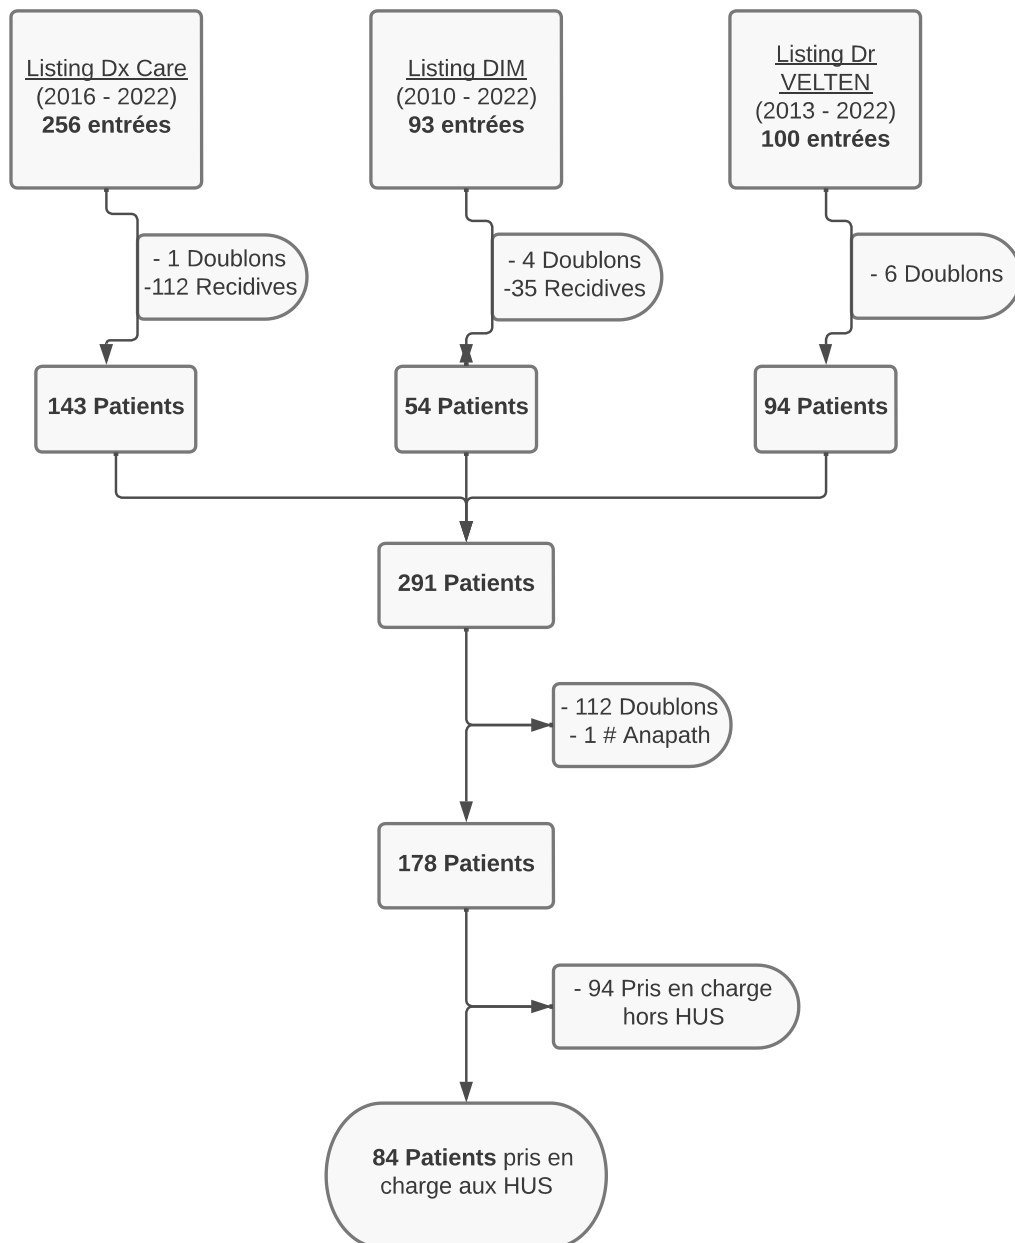 Listing Dx Care
(2016 - 2022)
256 entrées
Listing DIM
(2010 - 2022)
93 entrées
Listing Dr
VELTEN
(2013 - 2022)
100 entrées
- 1 Doublons
-112 Recidives
- 4 Doublons
-35 Recidives
- 6 Doublons
143 Patients
54 Patients
94 Patients
291 Patients
- 112 Doublons
- 1 # Anapath
178 Patients
- 94 Pris en charge
hors HUS
84 Patients pris en
charge aux HUS